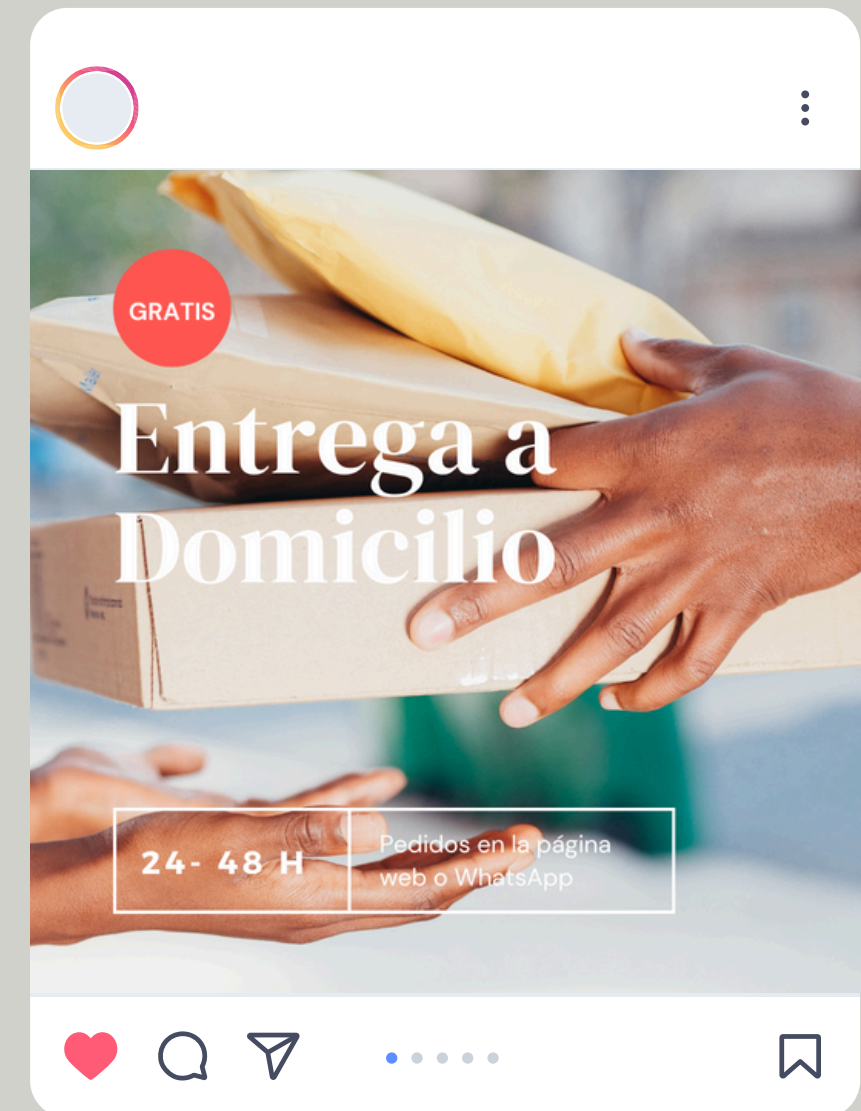 GRATIS
Entrega a
Domicilio
24- 48 H
Pedidos en la página
web o WhatsApp